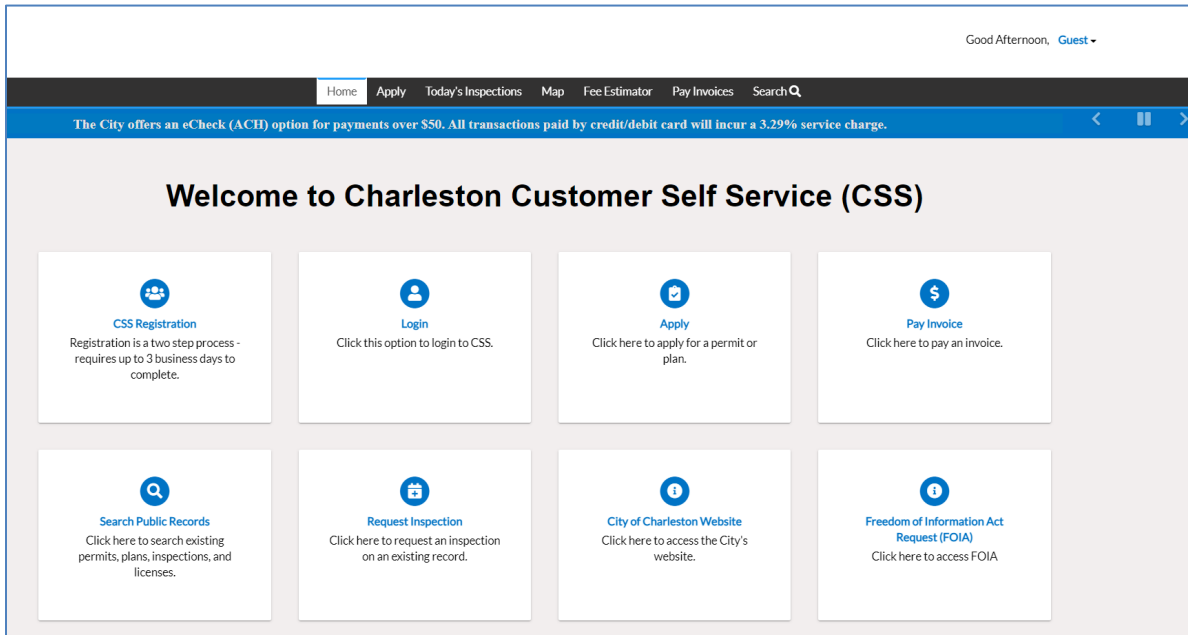 Good Afternoon, Guest
Home Apply Today's Inspections Map Fee Estimator Pay Invoices Search
The City offers an eCheck (ACH) option for payments over $50. All transactions paid by credit/debit card will incur a 3.29% service charge.
Welcome to Charleston Customer Self Service (CSS)
CSS Registration
Registration is a two step process -
requires up to 3 business days to
complete.
Login
Click this option to login to CSS.
Apply
Click here to apply for a permit or
plan.
Pay Invoice
Click here to pay an invoice.
Search Public Records
Click here to search existing
permits, plans, inspections, and
licenses.
Request Inspection
Click here to request an inspection
on an existing record.
City of Charleston Website
Click here to access the City's
website.
Freedom of Information Act
Request (FOIA)
Click here to access FOIA